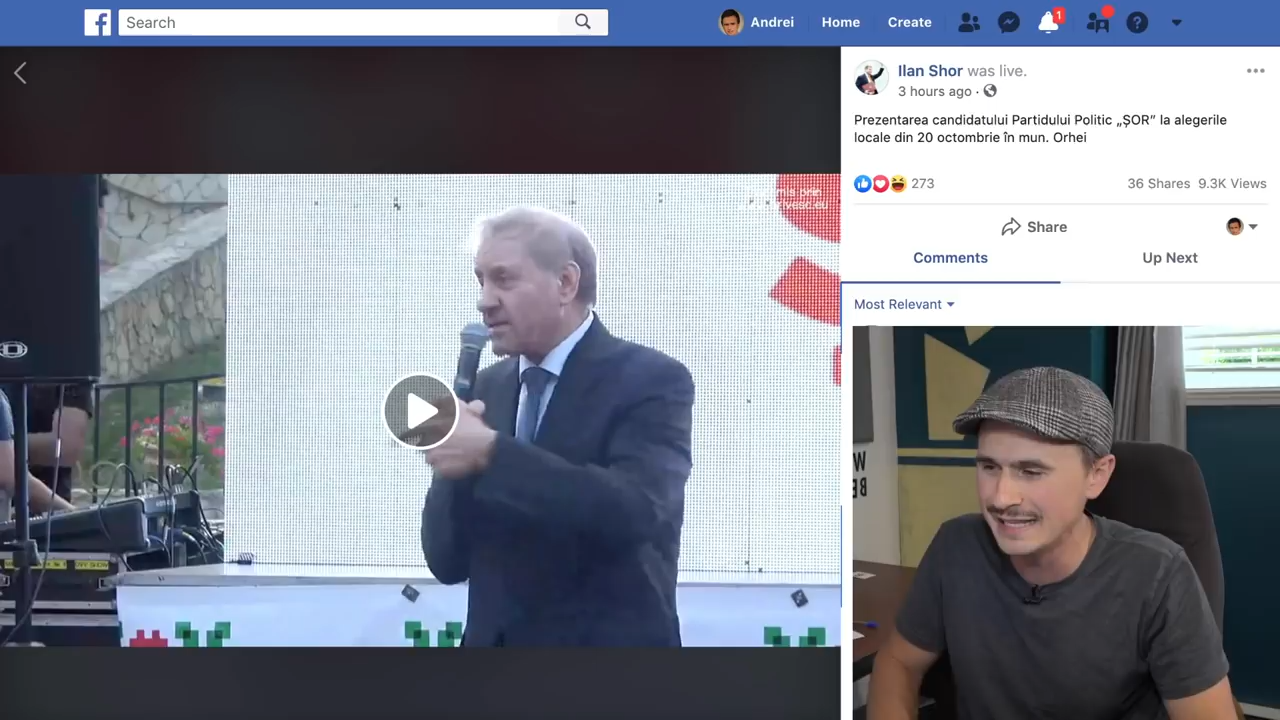 f
Search
Andrei
Home
Create
1
?
Ilan Shor was live.
3 hours ago ·
Prezentarea candidatului Partidului Politic „ȘOR” la alegerile
locale din 20 octombrie în mun. Orhei
273
36 Shares 9.3K Views
Share
Comments
Up Next
Most Relevant